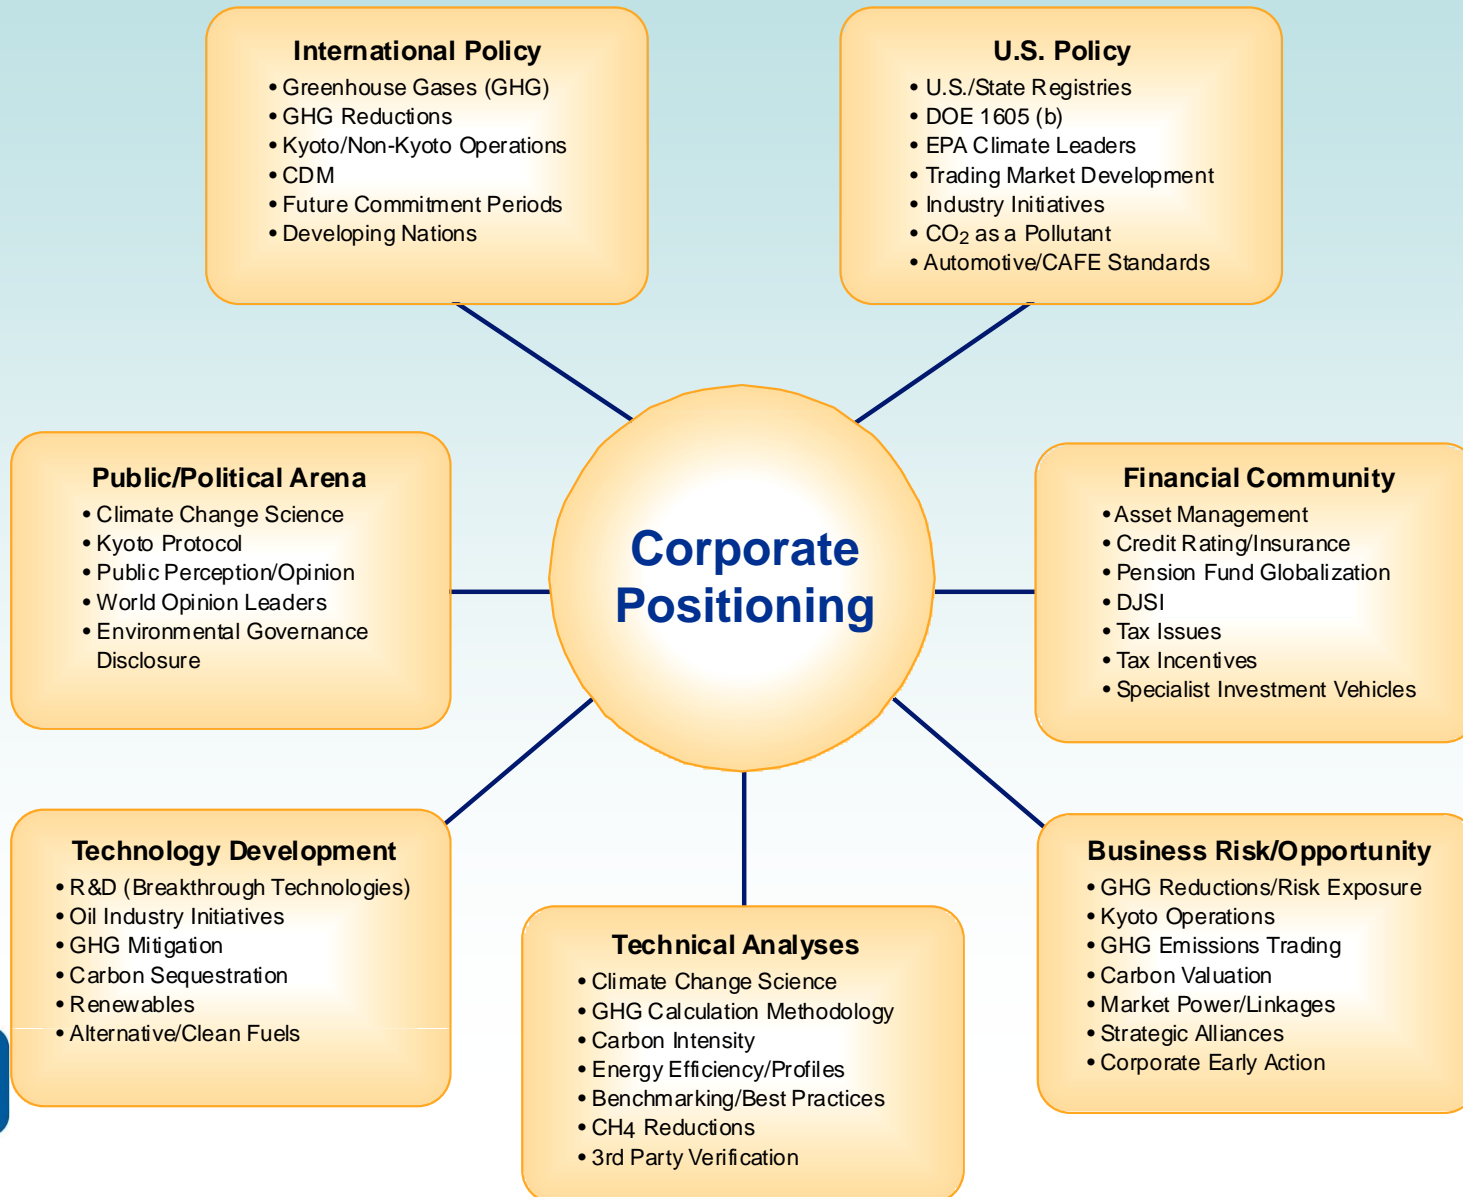 International Policy
• Greenhouse Gases (GHG)
• GHG Reductions
• Kyoto/Non-Kyoto Operations
• CDM
• Future Commitment Periods
• Developing Nations
U.S. Policy
• U.S./State Registries
• DOE 1605 (b)
• EPA Climate Leaders
• Trading Market Development
• Industry Initiatives
• CO2 as a Pollutant
• Automotive/CAFE Standards
Public/Political Arena
• Climate Change Science
• Kyoto Protocol
• Public Perception/Opinion
• World Opinion Leaders
• Environmental Governance
Disclosure
Corporate
Positioning
Financial Community
• Asset Management
• Credit Rating/Insurance
• Pension Fund Globalization
• DJSI
• Tax Issues
• Tax Incentives
• Specialist Investment Vehicles
Technology Development
• R&D (Breakthrough Technologies)
• Oil Industry Initiatives
• GHG Mitigation
• Carbon Sequestration
• Renewables
• Alternative/Clean Fuels
Technical Analyses
• Climate Change Science
• GHG Calculation Methodology
• Carbon Intensity
• Energy Efficiency/Profiles
• Benchmarking/Best Practices
• CH4 Reductions
• 3rd Party Verification
Business Risk/Opportunity
• GHG Reductions/Risk Exposure
• Kyoto Operations
• GHG Emissions Trading
• Carbon Valuation
• Market Power/Linkages
• Strategic Alliances
• Corporate Early Action